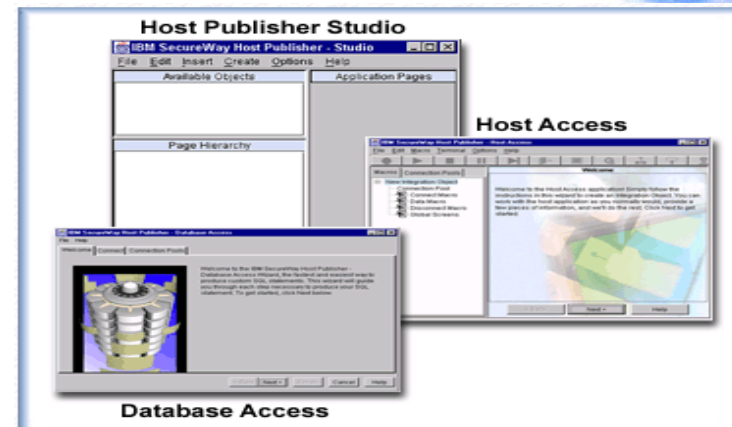 Host Publisher Studio
IBM SecureWay Host Publisher - Studio
File Edit Insert Create Options Help
Available Objects
Application Pages
Page Hierarchy
Host Access
IBM SecureWay Host Publisher - Host Access
File Edit Macro Terminal Options Help
Macros Connection Pools
Welcome
New Integration Object
Connection Pool
Connect Macro
Data Macro
Disconnect Macro
Global Screens
Welcome to the Host Access application! Simply follow the
instructions in this wizard to create an Integration Object. You can
work with the host application as you normally would, provide a
few pieces of information, and we'll do the rest. Click Next to get
started.
Next >
Help
IBM SecureWay Host Publisher - Database Access
File Help
Welcome Connect Connection Pools
Welcome to the IBM SecureWay Host Publisher -
Database Access Wizard, the fastest and easiest way to
produce custom SQL statements. This wizard will guide
you through each step necessary to produce your SQL
statement. To get started, click Next below.
Next > Cancel Help
Database Access